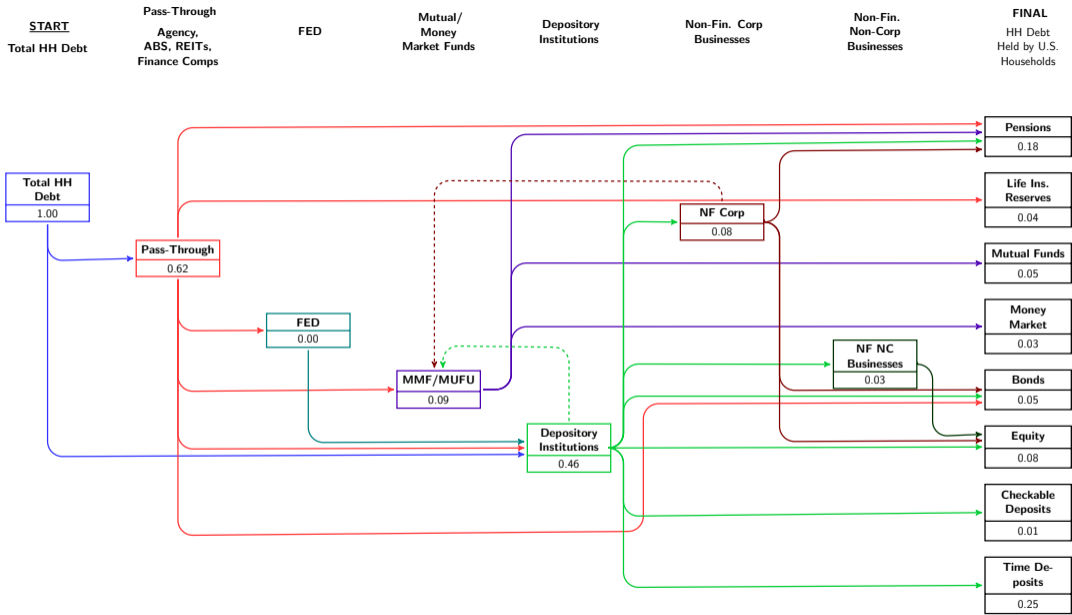 START
Total HH Debt
Pass-Through
Agency,
ABS, REITs,
Finance Comps
FED
Mutual/
Money
Market Funds
Depository
Institutions
Non-Fin. Corp
Businesses
Non-Fin.
Non-Corp
Businesses
FINAL
HH Debt
Held by U.S.
Households
Total HH
Debt
1.00
Pass-Through
0.62
FED
0.00
MMF/MUFU
0.09
Depository
Institutions
0.46
NF Corp
0.08
NF NC
Businesses
0.03
Pensions
0.18
Life Ins.
Reserves
0.04
Mutual Funds
0.05
Money
Market
0.03
Bonds
0.05
Equity
0.08
Checkable
Deposits
0.01
Time De-
posits
0.25